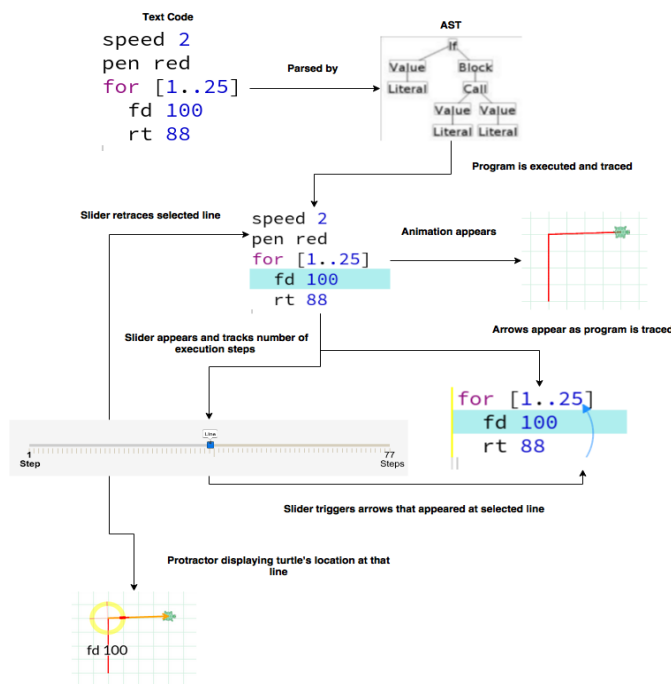 Text Code
speed 2
pen red
for [1..25]
fd 100
rt 88
Parsed by
AST
If
Value Block
Literal Call
Value Value
Literal Literal
Program is executed and traced
Slider retraces selected line
speed 2
pen red
for [1..25]
fd 100
rt 88
Animation appears
Arrows appear as program is traced
Slider appears and tracks number of
execution steps
for [1..25]
fd 100
rt 88
Line
1
Step
77
Steps
Slider triggers arrows that appeared at selected line
Protractor displaying turtle's location at that
line
fd 100